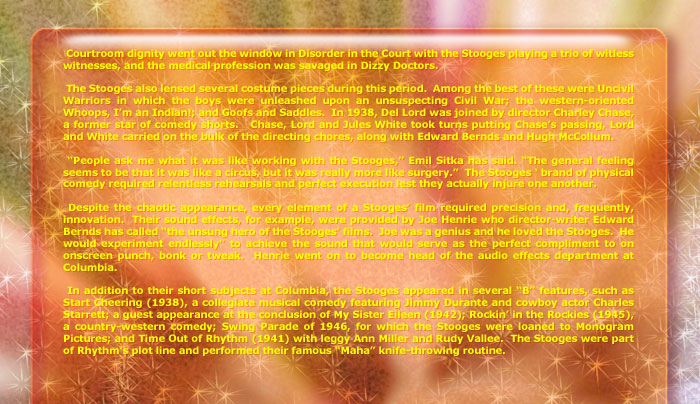 Courtroom dignity went out the window in Disorder in the Court with the Stooges playing a trio of witless
witnesses, and the medical profession was savaged in Dizzy Doctors.
The Stooges also lensed several costume pieces during this period. Among the best of these were Uncivil
Warriors in which the boys were unleashed upon an unsuspecting Civil War; the western-oriented
Whoops, I'm an Indian!; and Goofs and Saddles. In 1938, Del Lord was joined by director Charley Chase,
a former star of comedy shorts. Chase, Lord and Jules White took turns putting Chase's passing, Lord
and White carried on the bulk of the directing chores, along with Edward Bernds and Hugh McCollum.
"People ask me what it was like working with the Stooges," Emil Sitka has said. "The general feeling
seems to be that it was like a circus, but it was really more like surgery." The Stooges ' brand of physical
comedy required relentless rehearsals and perfect execution lest they actually injure one another.
Despite the chaotic appearance, every element of a Stooges' film required precision and, frequently,
innovation. Their sound effects, for example, were provided by Joe Henrie who director-writer Edward
Bernds has called "the unsung hero of the Stooges' films. Joe was a genius and he loved the Stooges. He
would experiment endlessly" to achieve the sound that would serve as the perfect compliment to on
onscreen punch, bonk or tweak. Henrie went on to become head of the audio effects department at
Columbia.
In addition to their short subjects at Columbia, the Stooges appeared in several "B" features, such as
Start Cheering (1938), a collegiate musical comedy featuring Jimmy Durante and cowboy actor Charles
Starrett; a guest appearance at the conclusion of My Sister Eileen (1942); Rockin' in the Rockies (1945),
a country-western comedy; Swing Parade of 1946, for which the Stooges were loaned to Monogram
Pictures; and Time Out of Rhythm (1941) with leggy Ann Miller and Rudy Vallee. The Stooges were part
of Rhythm's plot line and performed their famous "Maha" knife-throwing routine.